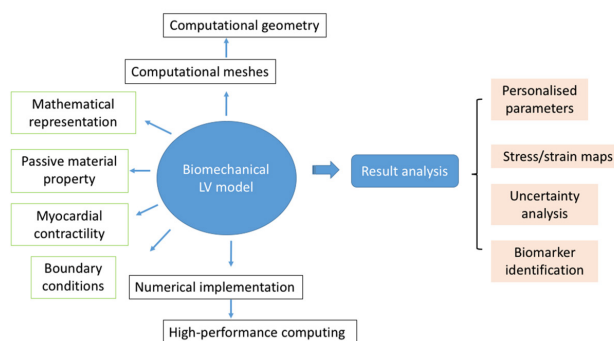 Computational geometry
Computational meshes
Mathematical
representation
Passive material
property
Myocardial
contractility
Boundary
conditions
Biomechanical
LV model
Numerical implementation
High-performance computing
Result analysis
Personalised
parameters
Stress/strain maps
Uncertainty
analysis
Biomarker
identification